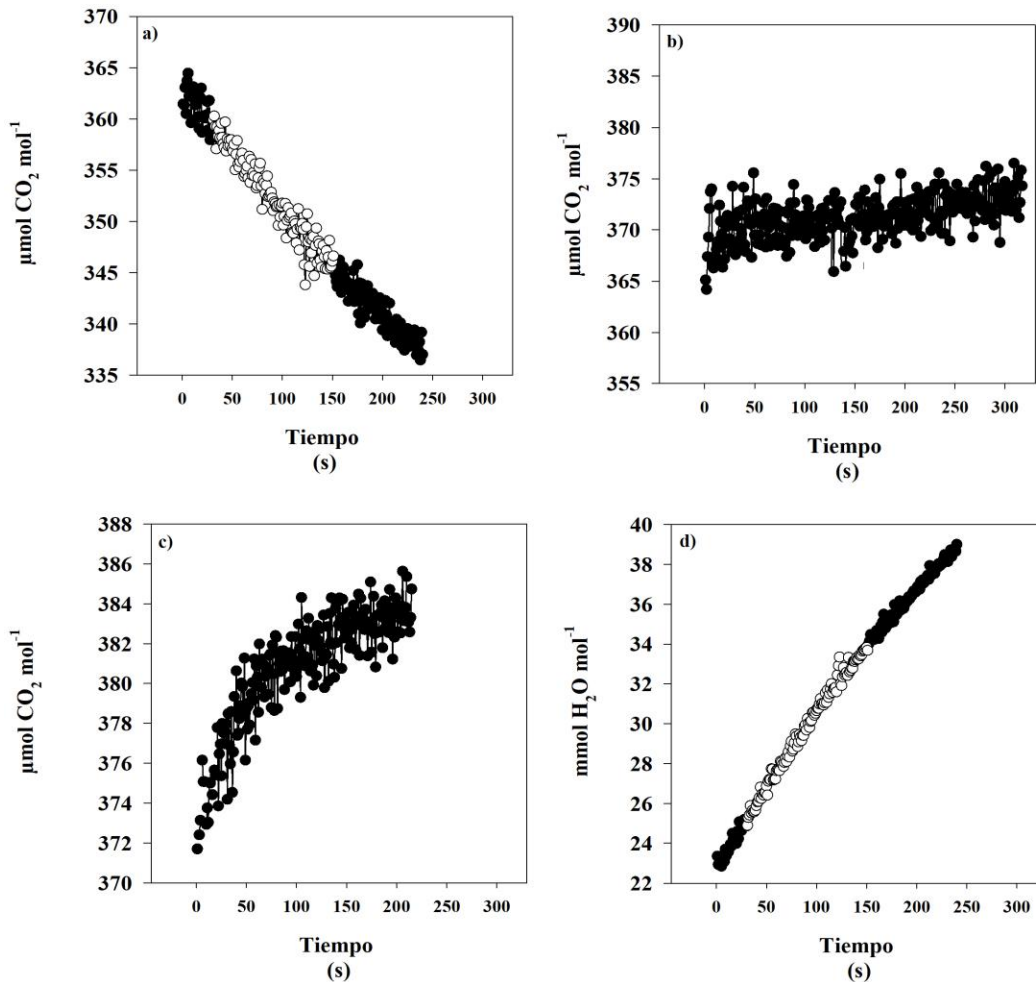 a)
370
365
360
355
350
345
340
335
µmol CO₂ mol⁻¹
0 50 100 150 200 250 300
Tiempo
(s)
b)
390
385
380
375
370
365
360
355
µmol CO₂ mol⁻¹
0 50 100 150 200 250 300
Tiempo
(s)
c)
388
386
384
382
380
378
376
374
372
370
µmol CO₂ mol⁻¹
0 50 100 150 200 250 300
Tiempo
(s)
d)
40
38
36
34
32
30
28
26
24
22
mmol H₂O mol⁻¹
0 50 100 150 200 250 300
Tiempo
(s)